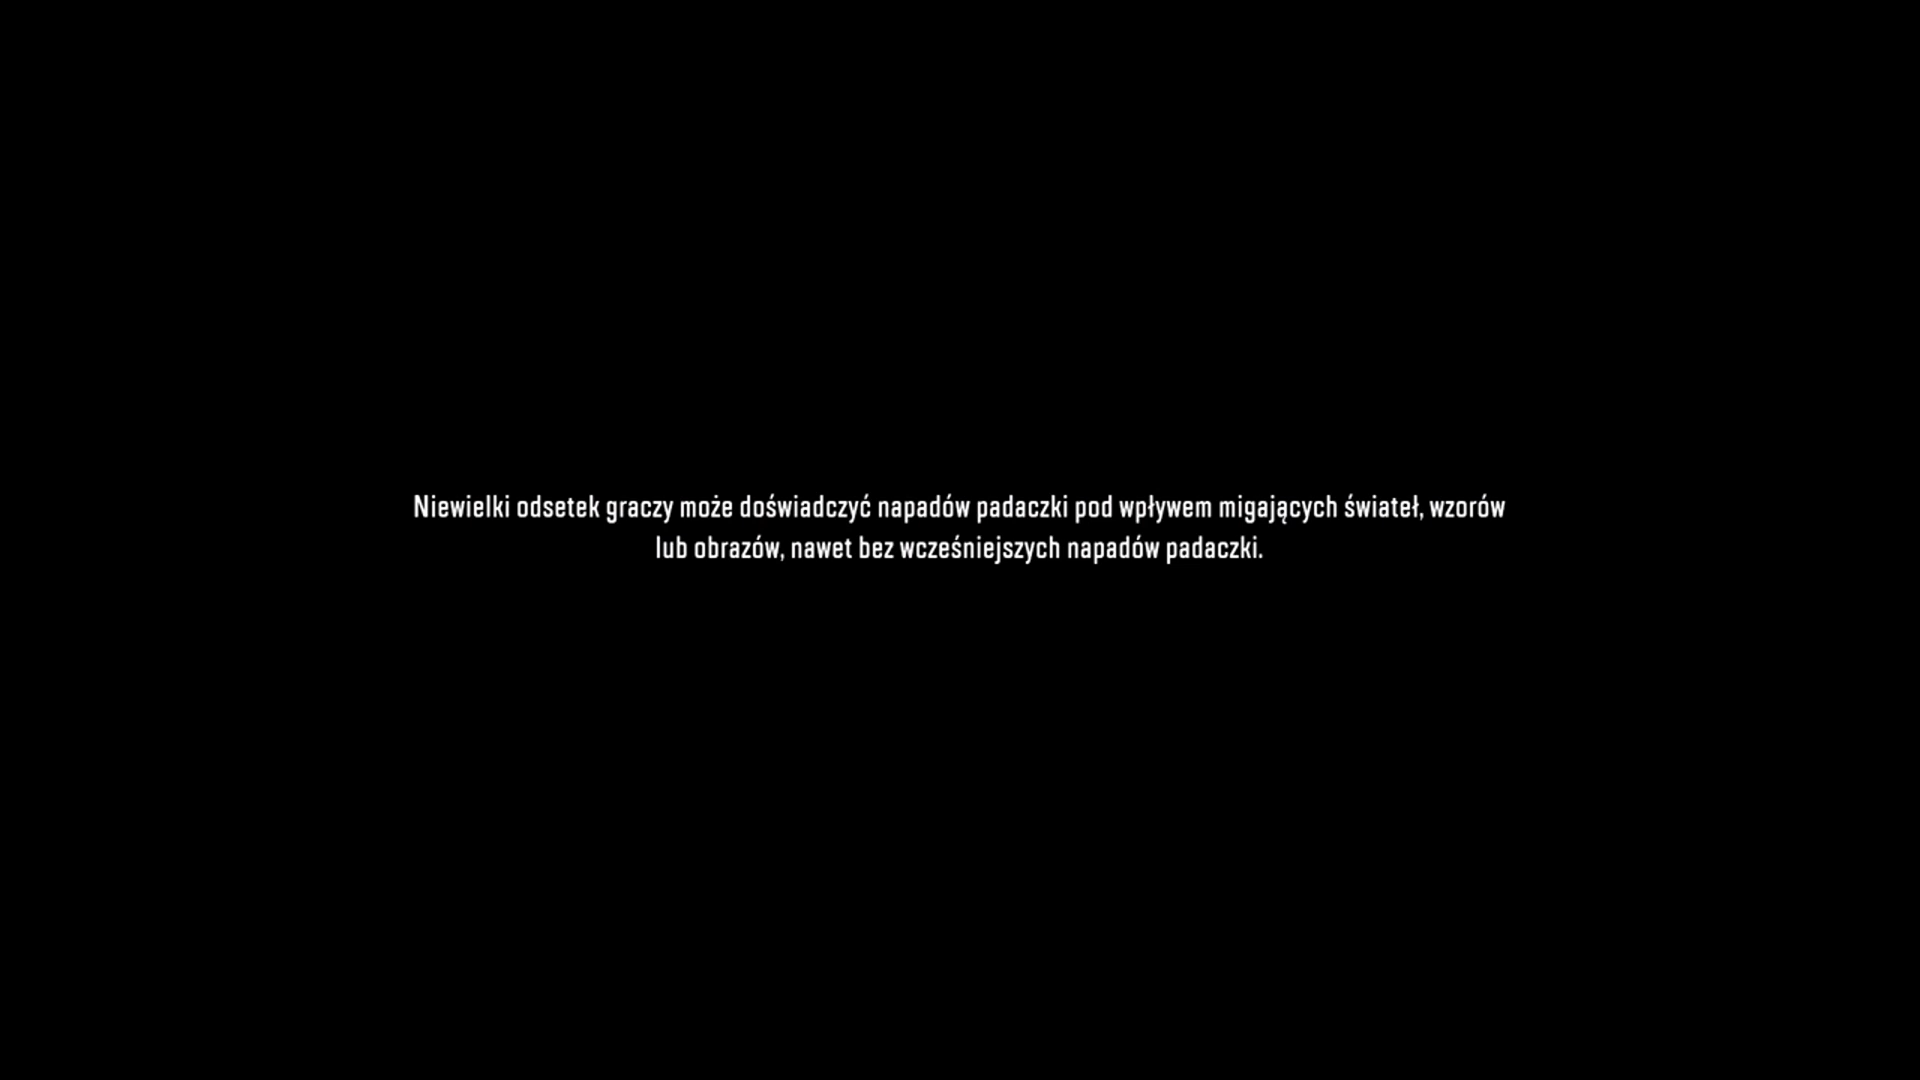 Niewielki odsetek graczy może doświadczyć napadów padaczki pod wpływem migających świateł, wzorów
lub obrazów, nawet bez wcześniejszych napadów padaczki.